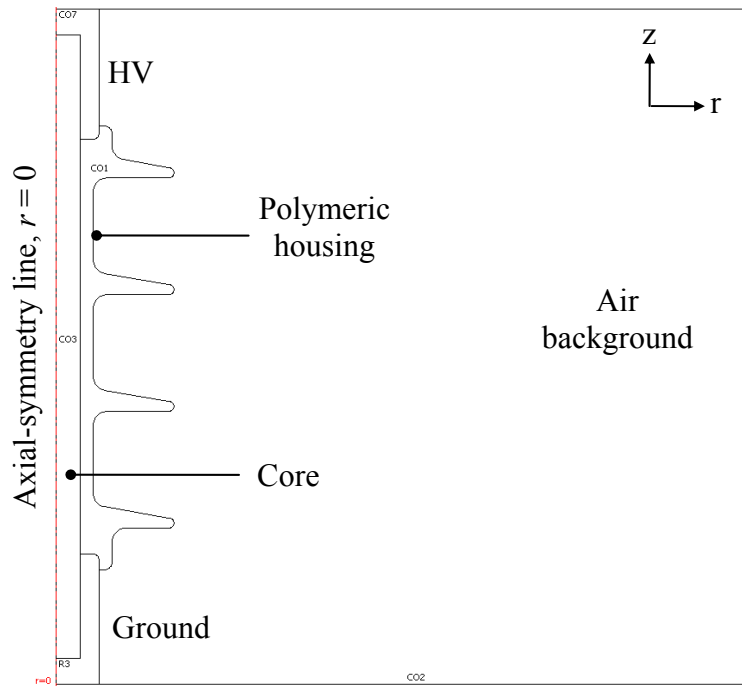 CO7
z
HV
r
CO1
Polymeric
housing
Axial-symmetry line, r = 0
Air
background
CO3
Core
Ground
R3
r=0
CO2